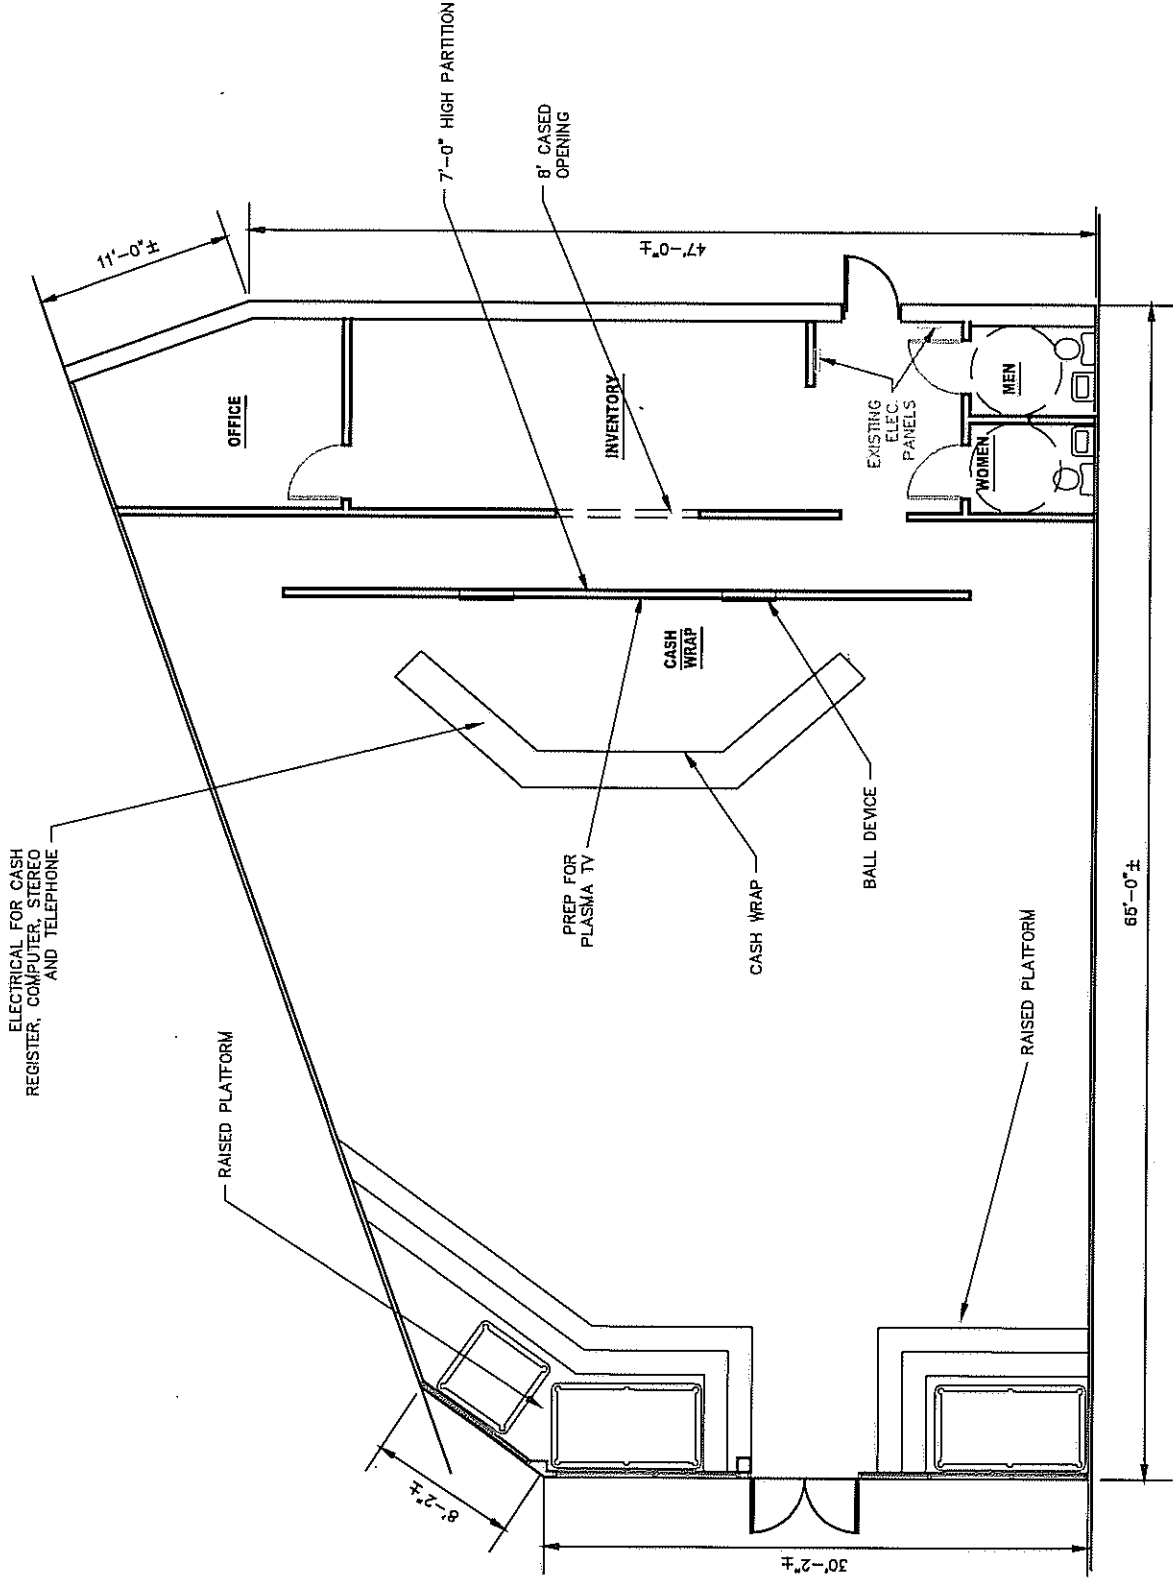 ELECTRICAL FOR CASH
REGISTER, COMPUTER, STEREO
AND TELEPHONE
RAISED PLATFORM
8'-2"±
30'-2"±
11'-0"±
OFFICE
7'-0" HIGH PARTITION
8' CASED
OPENING
47'-0"±
INVENTORY
EXISTING
ELEC.
PANELS
MEN
WOMEN
CASH
WRAP
PREP FOR
PLASMA TV
CASH WRAP
BALL DEVICE
RAISED PLATFORM
65'-0"±